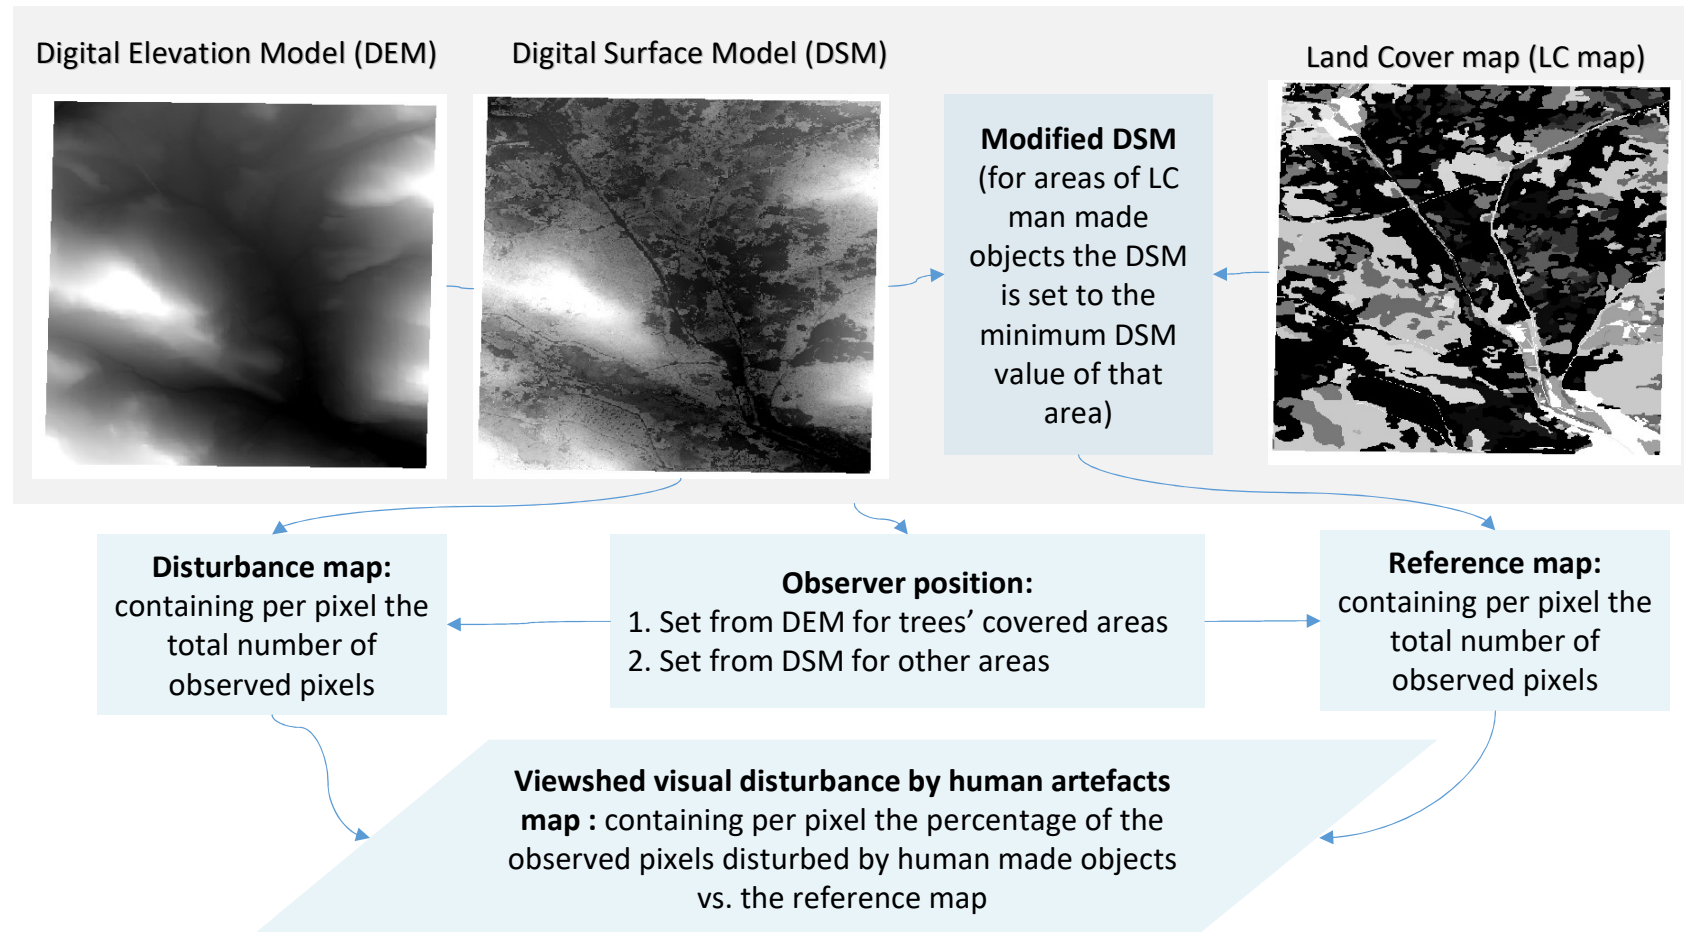 Digital Elevation Model (DEM)
Digital Surface Model (DSM)
Land Cover map (LC map)
Modified DSM
(for areas of LC
man made
objects the DSM
is set to the
minimum DSM
value of that
area)
Disturbance map:
containing per pixel the
total number of
observed pixels
Observer position:
1. Set from DEM for trees’ covered areas
2. Set from DSM for other areas
Reference map:
containing per pixel the
total number of
observed pixels
Viewshed visual disturbance by human artefacts
map : containing per pixel the percentage of the
observed pixels disturbed by human made objects
vs. the reference map